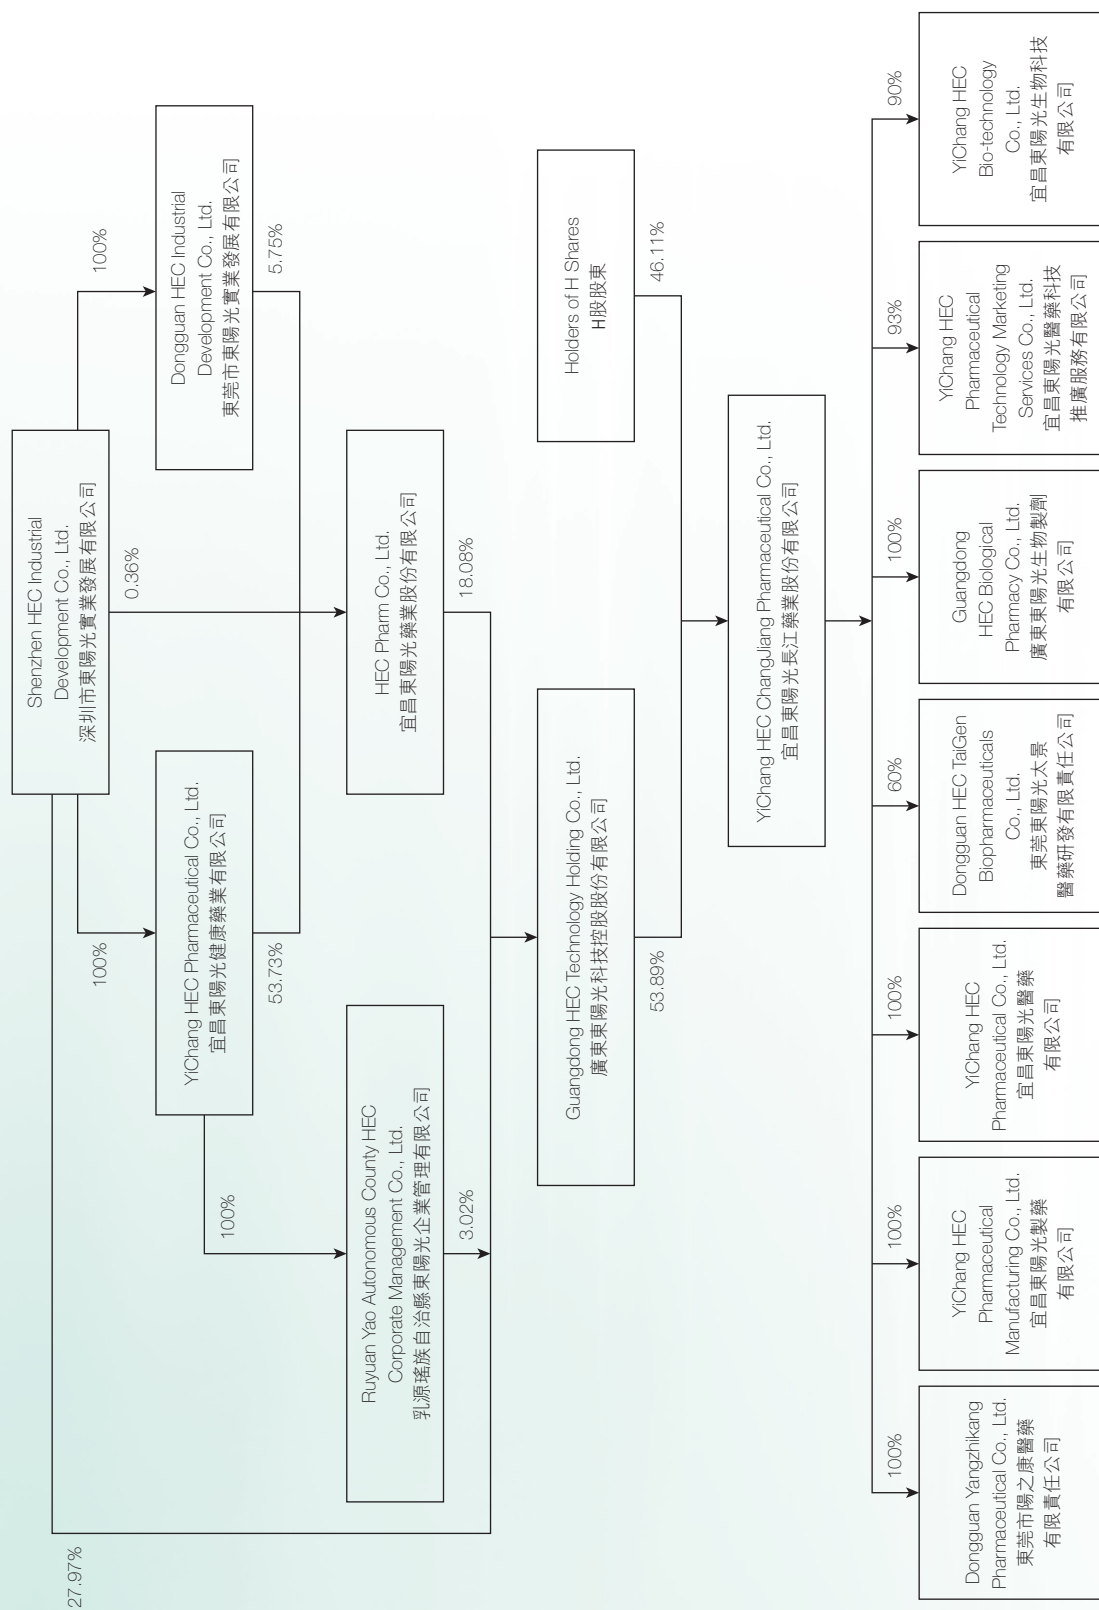 Shenzhen HEC Industrial
Development Co., Ltd.
深圳市東陽光實業發展有限公司
27.97%
100%
0.36%
100%
YiChang HEC Pharmaceutical Co., Ltd.
宜昌東陽光健康藥業有限公司
Dongguan HEC Industrial
Development Co., Ltd.
東莞市東陽光實業發展有限公司
100%
53.73%
5.75%
Ruyuan Yao Autonomous County HEC
Corporate Management Co., Ltd.
乳源瑤族自治縣東陽光企業管理有限公司
HEC Pharm Co., Ltd.
宜昌東陽光藥業股份有限公司
3.02%
18.08%
Guangdong HEC Technology Holding Co., Ltd.
廣東東陽光科技控股股份有限公司
Holders of H Shares
H股股東
53.89%
46.11%
YiChang HEC ChangJiang Pharmaceutical Co., Ltd.
宜昌東陽光長江藥業股份有限公司
100%
100%
100%
60%
100%
93%
90%
Dongguan Yangzhikang
Pharmaceutical Co., Ltd.
東莞市陽之康醫藥
有限責任公司
YiChang HEC
Pharmaceutical
Manufacturing Co., Ltd.
宜昌東陽光製藥
有限公司
YiChang HEC
Pharmaceutical Co., Ltd.
宜昌東陽光醫藥
有限公司
Dongguan HEC TaiGen
Biopharmaceuticals
Co., Ltd.
東莞東陽光太景
醫藥研發有限責任公司
Guangdong
HEC Biological
Pharmacy Co., Ltd.
廣東東陽光生物製劑
有限公司
YiChang HEC
Pharmaceutical
Technology Marketing
Services Co., Ltd.
宜昌東陽光醫藥科技
推廣服務有限公司
YiChang HEC
Bio-technology
Co., Ltd.
宜昌東陽光生物科技
有限公司